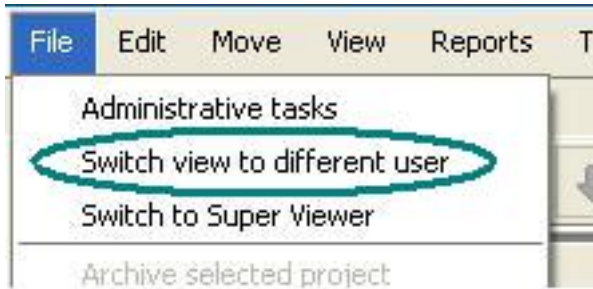 File Edit Move View Reports T
Administrative tasks
Switch view to different user
Switch to Super Viewer
Archive selected project